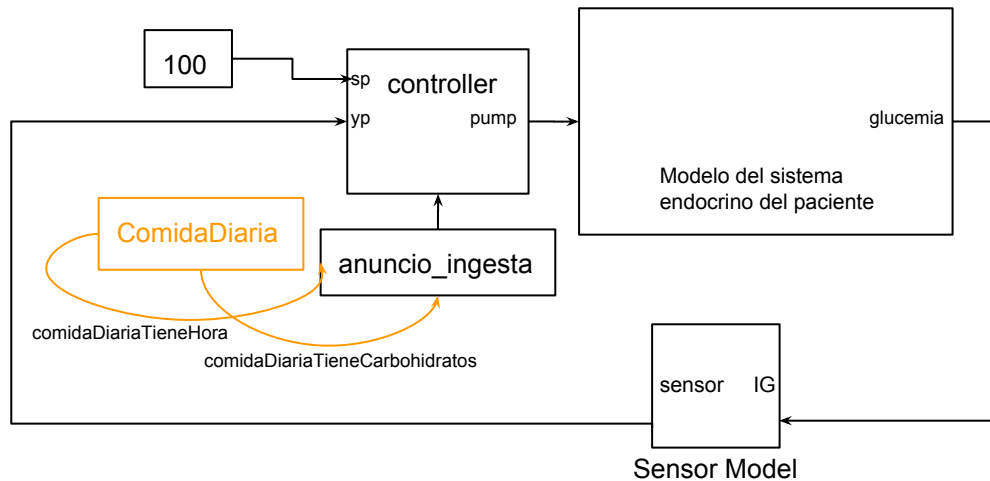 100
sp
controller
yp
pump
glucemia
Modelo del sistema
endocrino del paciente
ComidaDiaria
anuncio_ingesta
comidaDiariaTieneHora
comidaDiariaTieneCarbohidratos
sensor
IG
Sensor Model